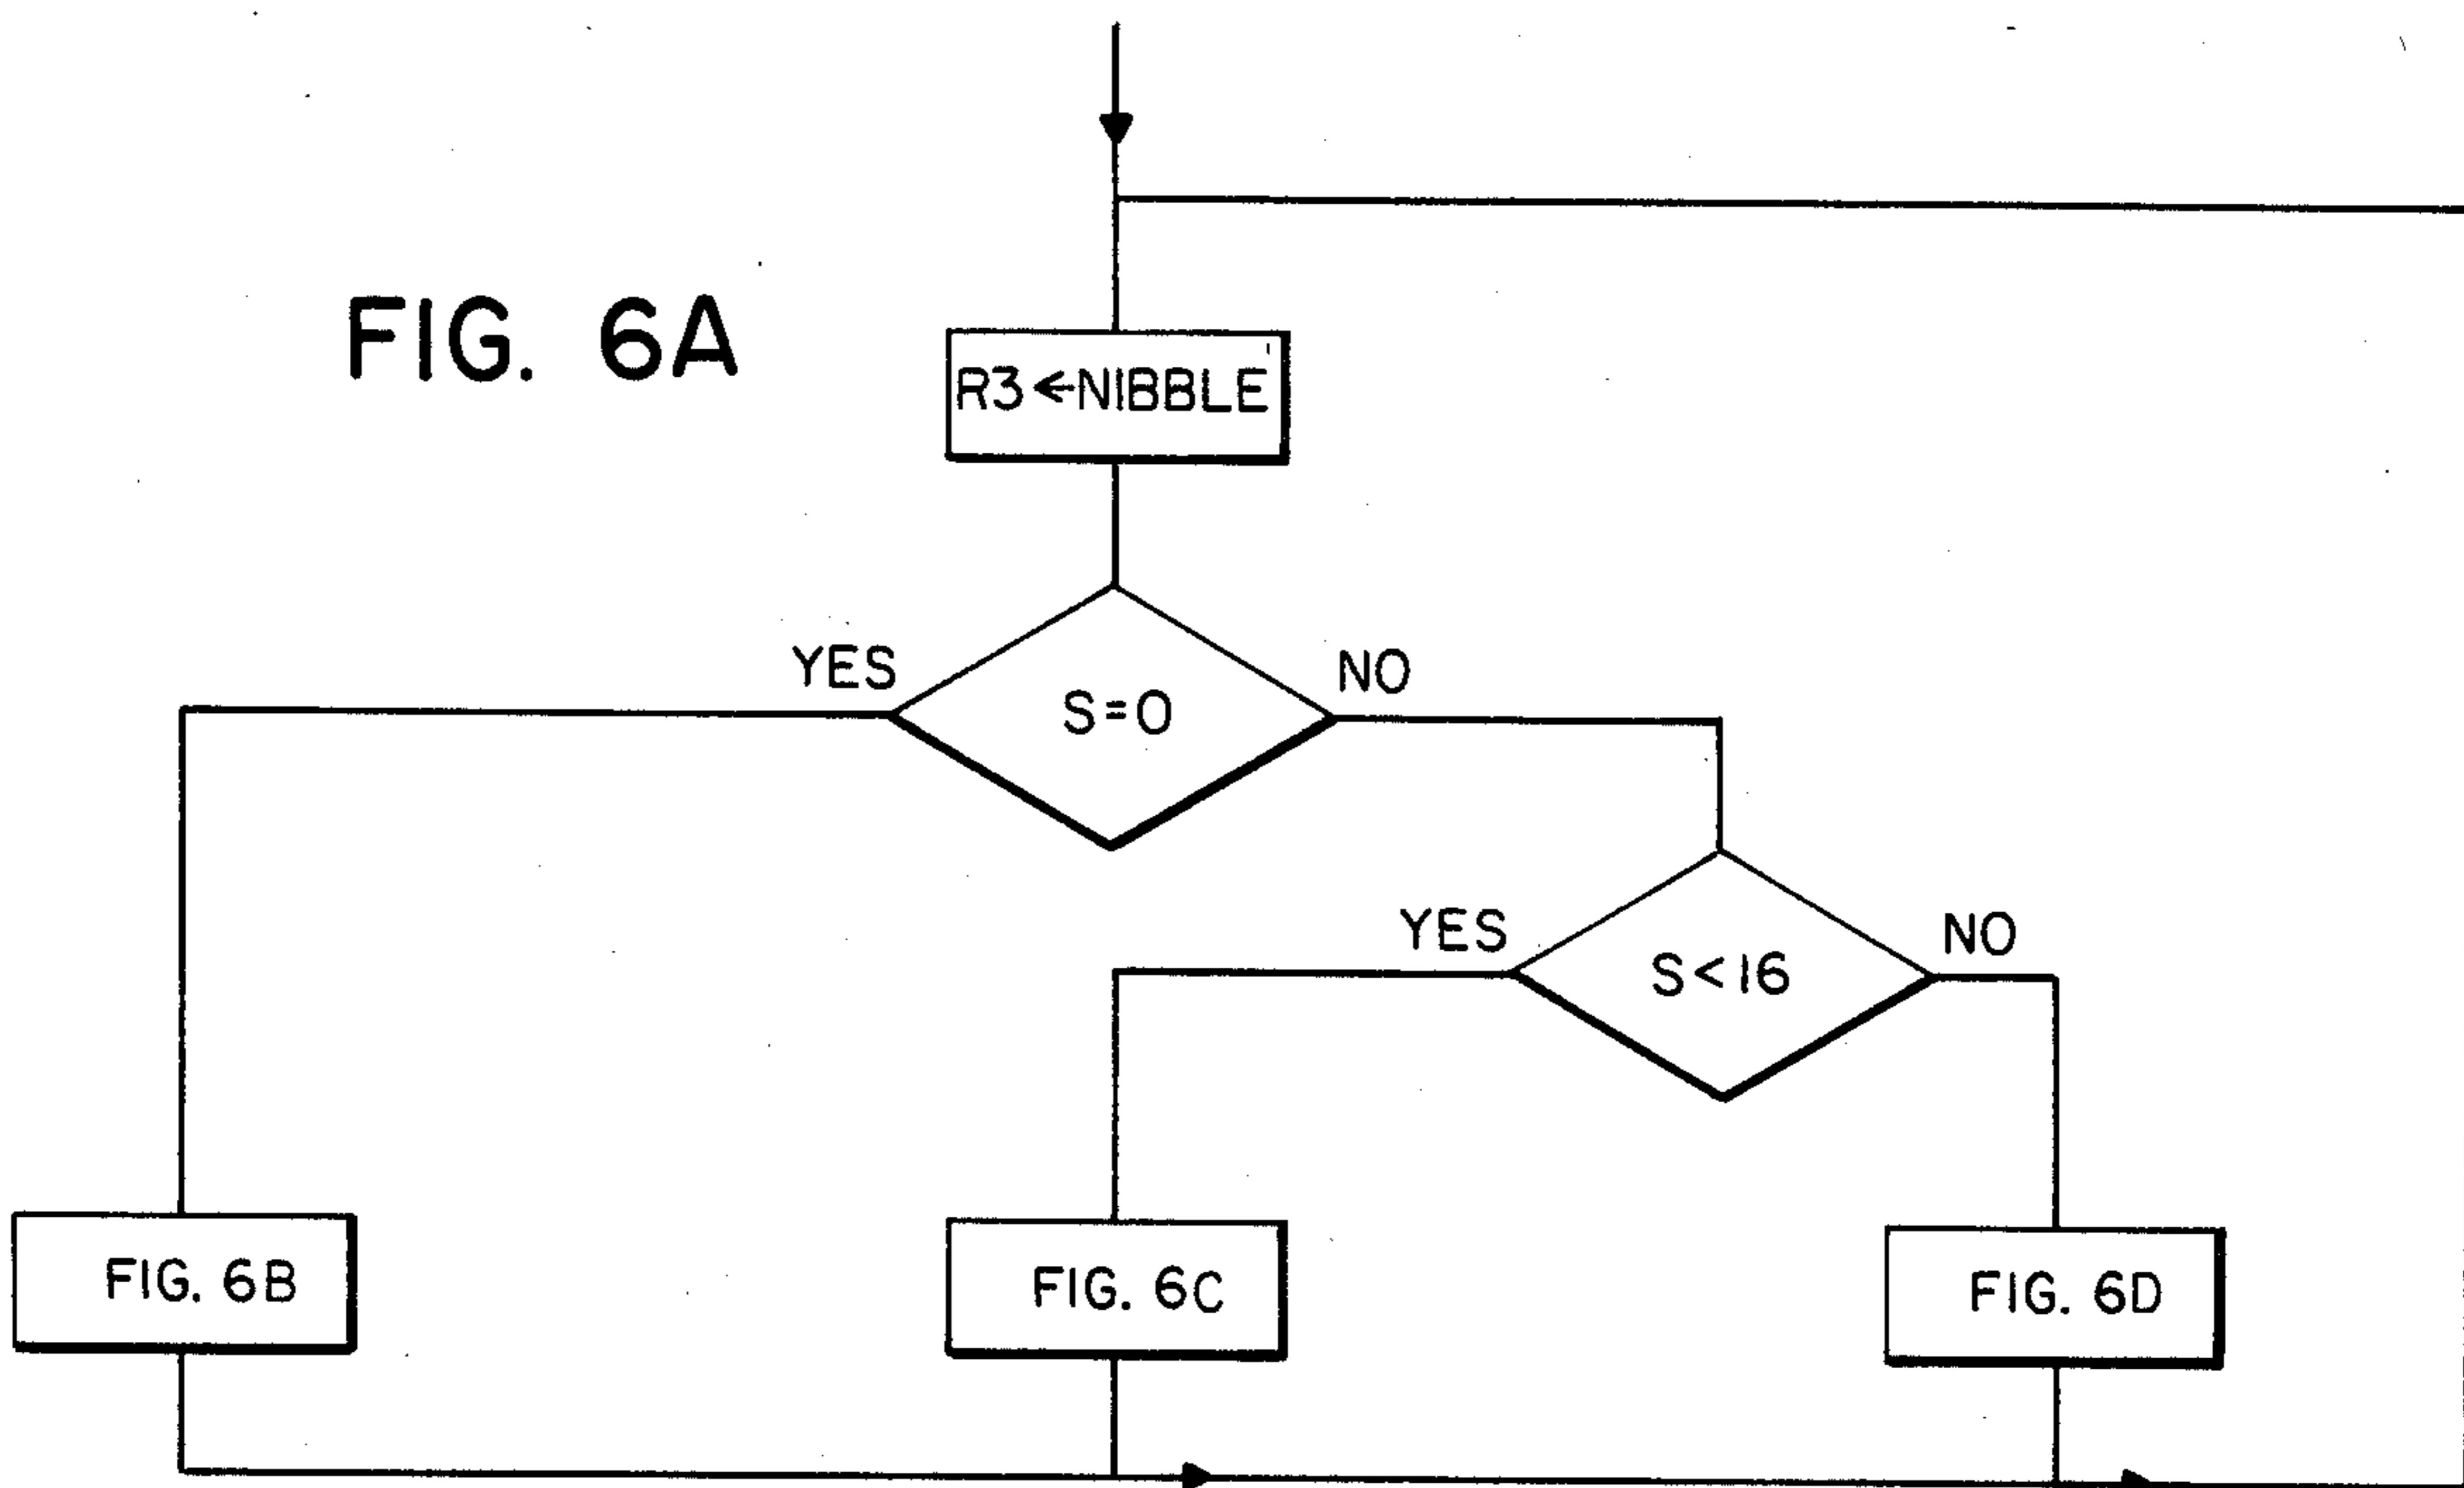 FIG. 6A
R3←NIBBLE
YES
S=0
NO
YES
S<16
NO
FIG. 6B
FIG. 6C
FIG. 6D